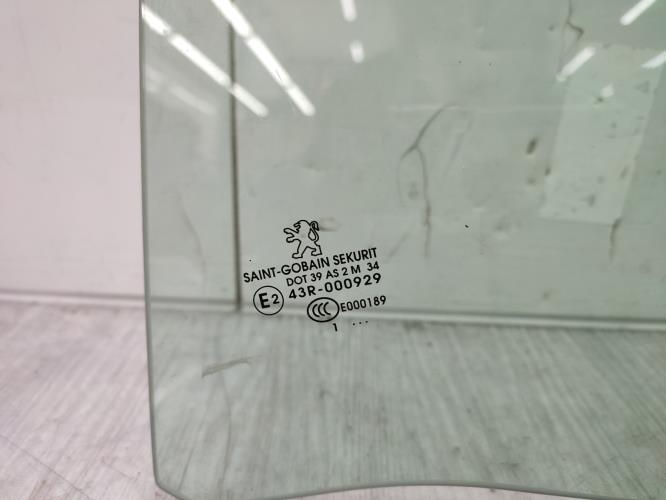 SAINT-GOBAIN SEKURIT
DOT 39 AS 2 M 34
E2 43R-000929
CCC E000189
1 ...